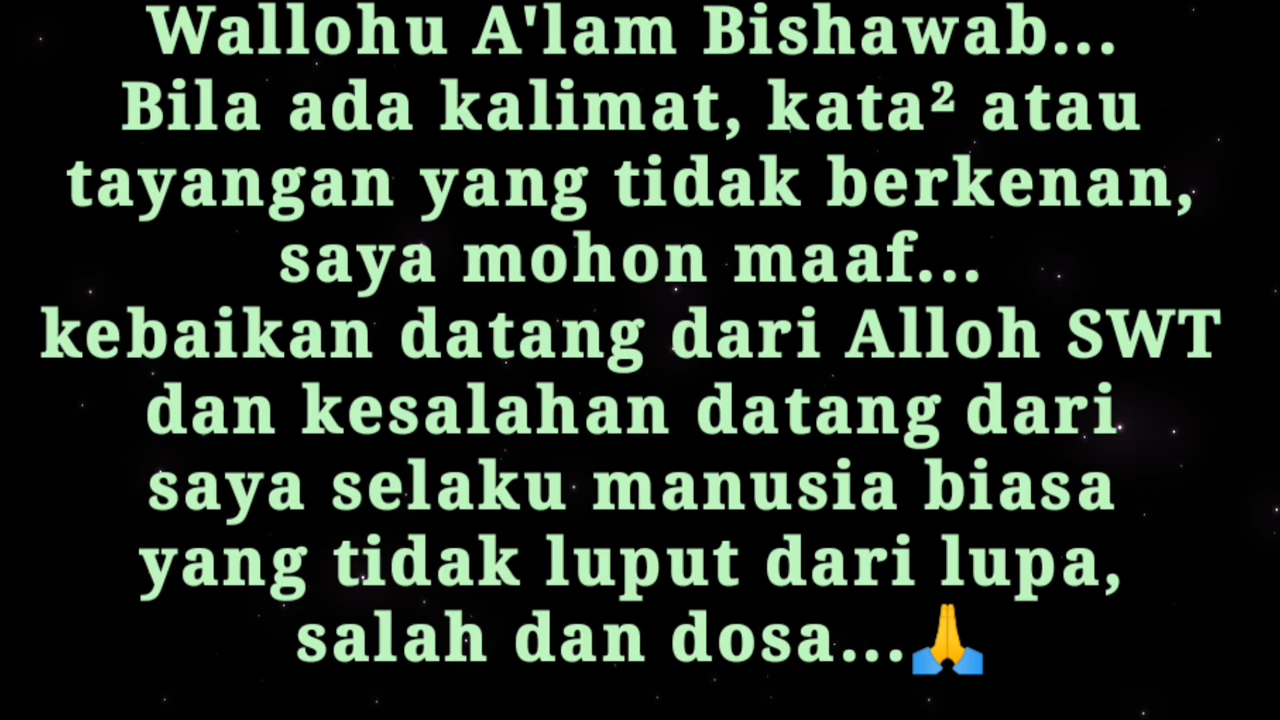 Wallohu A'lam Bishawab...
Bila ada kalimat, kata² atau
tayangan yang tidak berkenan,
saya mohon maaf...
kebaikan datang dari Alloh SWT
dan kesalahan datang dari
saya selaku manusia biasa
yang tidak luput dari lupa,
salah dan dosa...🙏